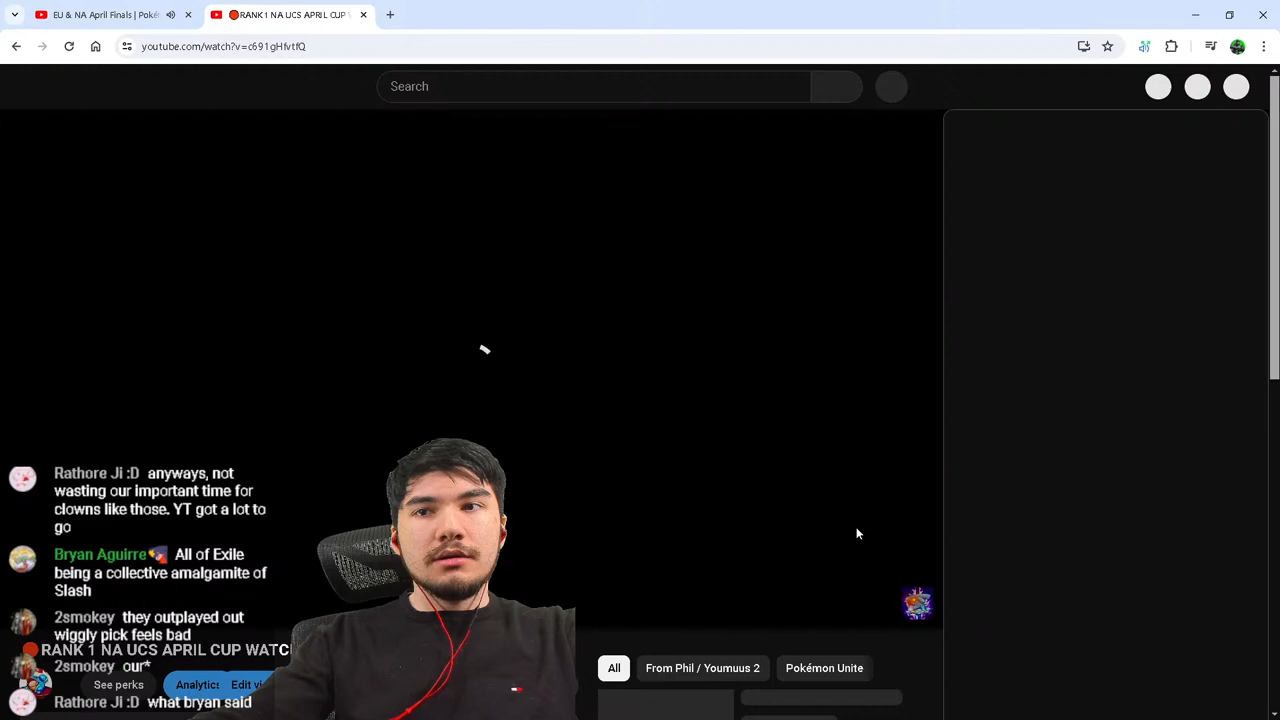 EU & NA April Finals | Poké
🔴RANK 1 NA UCS APRIL CUP
youtube.com/watch?v=c691gHfvtfQ
Search
Rathore Ji :D anyways, not
wasting our important time for
clowns like those. YT got a lot to
go
Bryan Aguirre All of Exile
being a collective amalgamite of
Slash
2smokey they outplayed out
wiggly pick feels bad
🔴RANK 1 NA UCS APRIL CUP WATC
2smokey our*
See perks
Analytics
Edit vi
Rathore Ji :D what bryan said
All
From Phil / Youmuus 2
Pokémon Unite